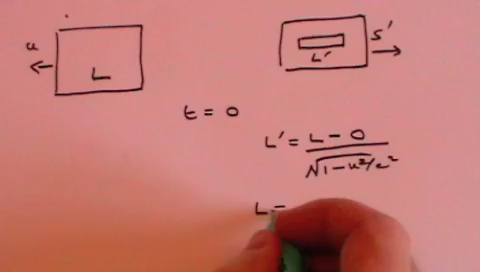 u
L
S'
L'
t = 0
L' = L - 0
√1 - u²/c²
L =